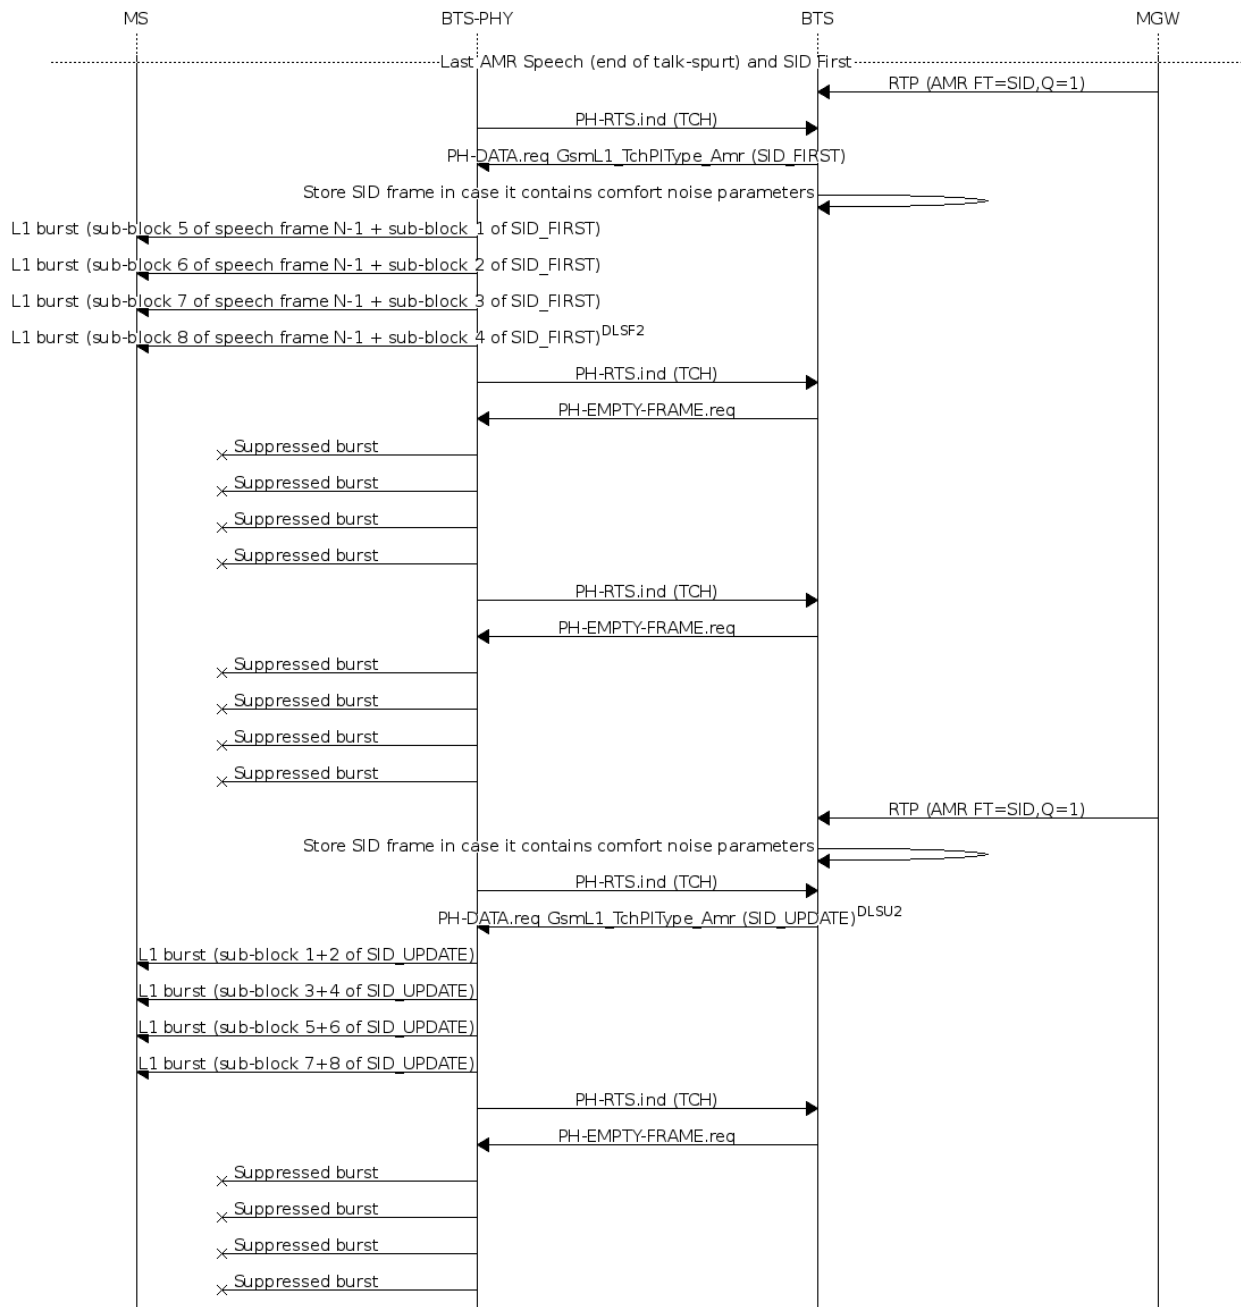 MS BTS-PHY BTS MGW
Last AMR Speech (end of talk-spurt) and SID First
RTP (AMR FT=SID,Q=1)
PH-RTS.ind (TCH)
PH-DATA.req GsmL1_TchPlType_Amr (SID_FIRST)
Store SID frame in case it contains comfort noise parameters
L1 burst (sub-block 5 of speech frame N-1 + sub-block 1 of SID_FIRST)
L1 burst (sub-block 6 of speech frame N-1 + sub-block 2 of SID_FIRST)
L1 burst (sub-block 7 of speech frame N-1 + sub-block 3 of SID_FIRST)
L1 burst (sub-block 8 of speech frame N-1 + sub-block 4 of SID_FIRST)DLSF2
PH-RTS.ind (TCH)
PH-EMPTY-FRAME.req
Suppressed burst
Suppressed burst
Suppressed burst
Suppressed burst
PH-RTS.ind (TCH)
PH-EMPTY-FRAME.req
Suppressed burst
Suppressed burst
Suppressed burst
Suppressed burst
RTP (AMR FT=SID,Q=1)
Store SID frame in case it contains comfort noise parameters
PH-RTS.ind (TCH)
PH-DATA.req GsmL1_TchPlType_Amr (SID_UPDATE)DLSU2
L1 burst (sub-block 1+2 of SID_UPDATE)
L1 burst (sub-block 3+4 of SID_UPDATE)
L1 burst (sub-block 5+6 of SID_UPDATE)
L1 burst (sub-block 7+8 of SID_UPDATE)
PH-RTS.ind (TCH)
PH-EMPTY-FRAME.req
Suppressed burst
Suppressed burst
Suppressed burst
Suppressed burst